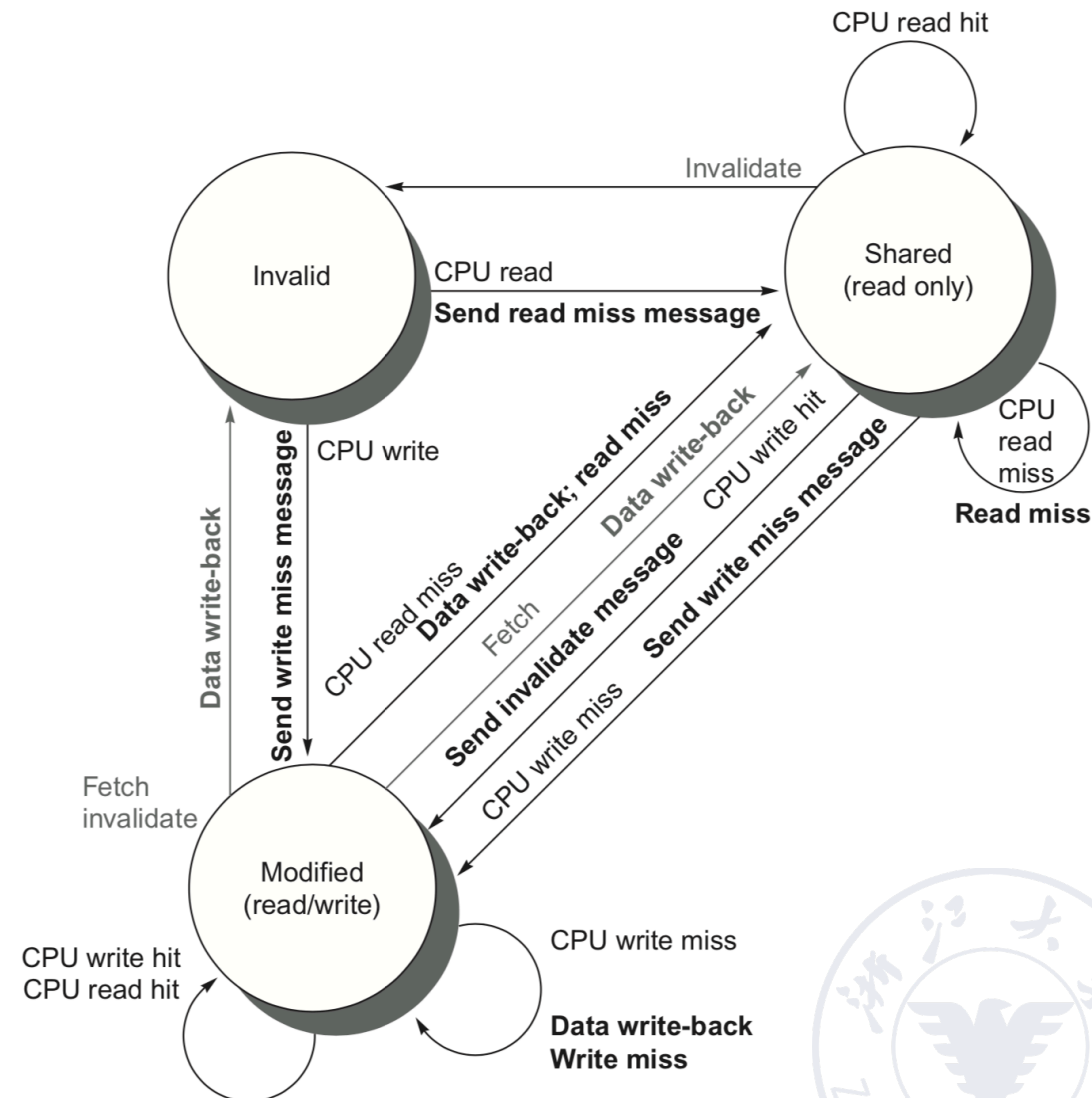 CPU read hit
Invalidate
Invalid
Shared
(read only)
CPU read
Send read miss message
CPU
read
miss
Read miss
CPU write
Send write miss message
Data write-back
CPU read miss
Data write-back; read miss
Fetch
Data write-back
Send invalidate message
CPU write hit
CPU write miss
Send write miss message
Fetch
invalidate
Modified
(read/write)
CPU write hit
CPU read hit
CPU write miss
Data write-back
Write miss
浙江大
Z